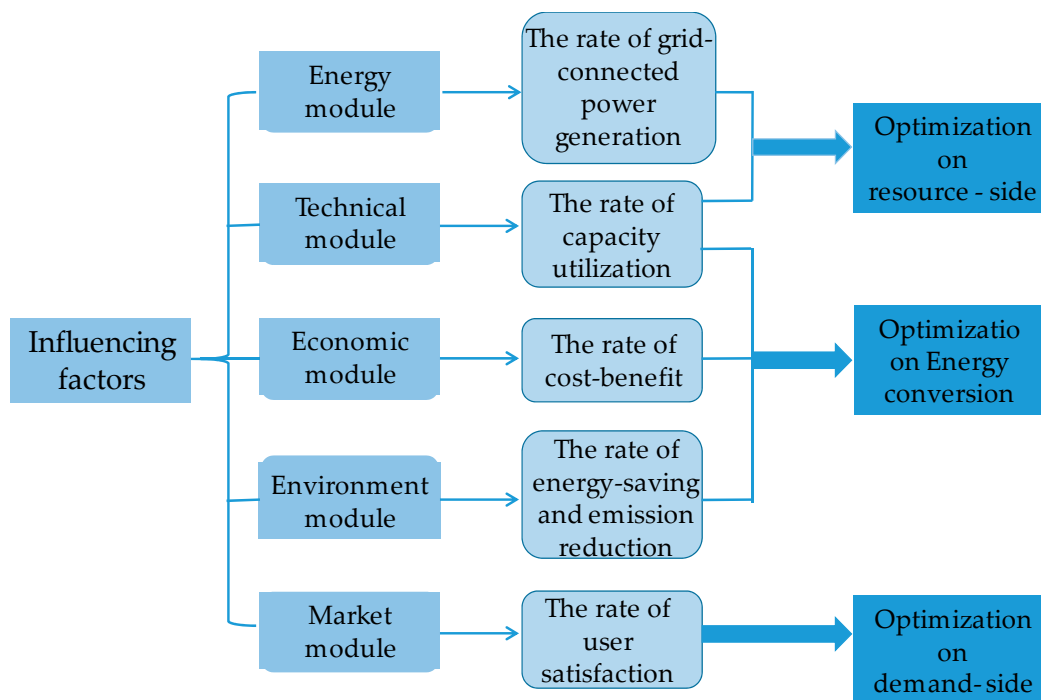 Influencing
factors
Energy
module
Technical
module
Economic
module
Environment
module
Market
module
The rate of grid-
connected
power
generation
The rate of
capacity
utilization
The rate of
cost-benefit
The rate of
energy-saving
and emission
reduction
The rate of
user
satisfaction
Optimization
on
resource - side
Optimizatio
on Energy
conversion
Optimization
on
demand- side